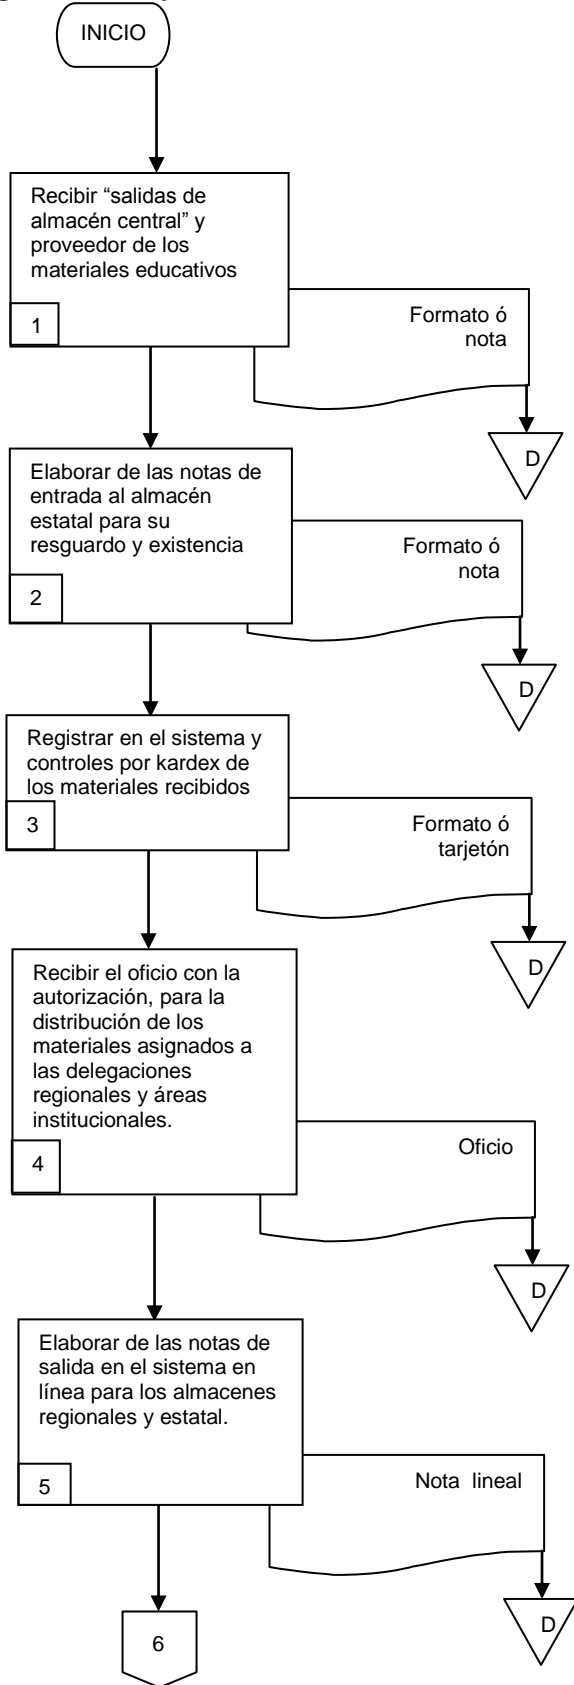 INICIO
Recibir “salidas de
almacén central” y
proveedor de los
materiales educativos
1
Formato ó
nota
D
Elaborar de las notas de
entrada al almacén
estatal para su
resguardo y existencia
2
Formato ó
nota
D
Registrar en el sistema y
controles por kardex de
los materiales recibidos
3
Formato ó
tarjetón
D
Recibir el oficio con la
autorización, para la
distribución de los
materiales asignados a
las delegaciones
regionales y áreas
institucionales.
4
Oficio
D
Elaborar de las notas de
salida en el sistema en
línea para los almacenes
regionales y estatal.
5
Nota lineal
D
6